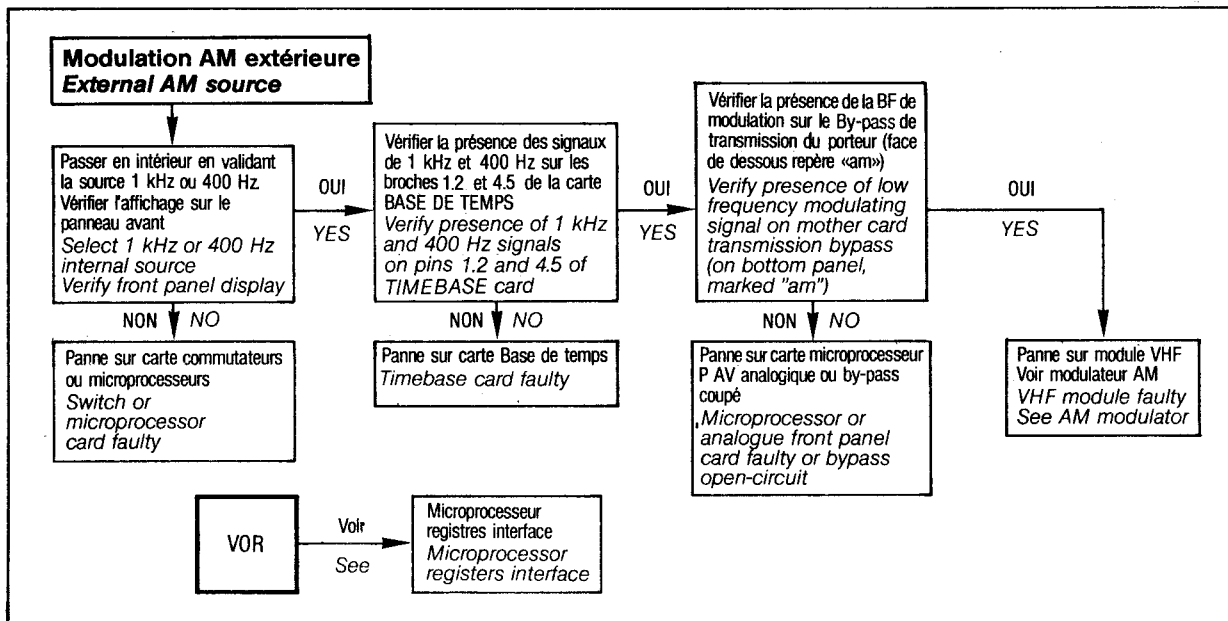 Modulation AM extérieure
External AM source
Passer en intérieur en validant
la source 1 kHz ou 400 Hz.
Vérifier l'affichage sur le
panneau avant
Select 1 kHz or 400 Hz
internal source
Verify front panel display
OUI
YES
Vérifier la présence des signaux
de 1 kHz et 400 Hz sur les
broches 1.2 et 4.5 de la carte
BASE DE TEMPS
Verify presence of 1 kHz
and 400 Hz signals
on pins 1.2 and 4.5 of
TIMEBASE card
OUI
YES
Vérifier la présence de la BF de
modulation sur le By-pass de
transmission du porteur (face
de dessous repère «am»)
Verify presence of low
frequency modulating
signal on mother card
transmission bypass
(on bottom panel,
marked "am")
OUI
YES
NON NO
Panne sur carte commutateurs
ou microprocesseurs
Switch or
microprocessor
card faulty
NON NO
Panne sur carte Base de temps
Timebase card faulty
NON NO
Panne sur carte microprocesseur
P AV analogique ou by-pass
coupé
Microprocessor or
analogue front panel
card faulty or bypass
open-circuit
Panne sur module VHF
Voir modulateur AM
VHF module faulty
See AM modulator
VOR
Voir
See
Microprocesseur
registres interface
Microprocessor
registers interface